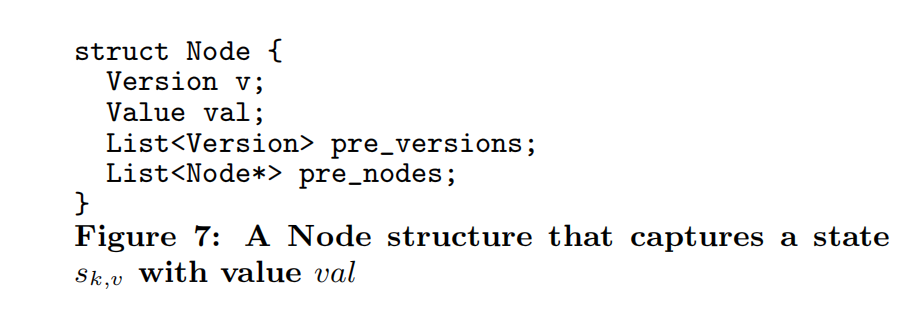 struct Node {
  Version v;
  Value val;
  List<Version> pre_versions;
  List<Node*> pre_nodes;
}
Figure 7: A Node structure that captures a state
s_{k,v} with value val